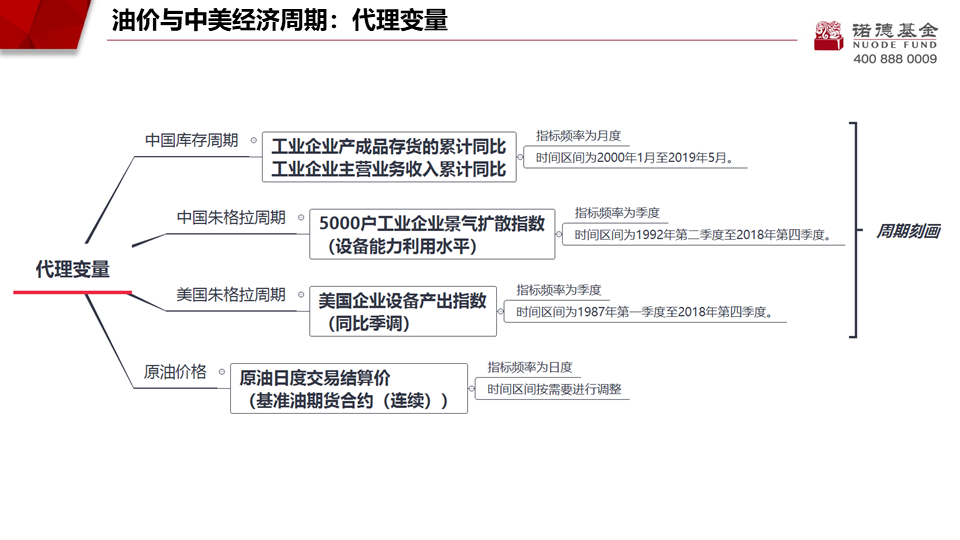 油价与中美经济周期：代理变量
诺德基金
NUODE FUND
400 888 0009
中国库存周期
工业企业产成品存货的累计同比
工业企业主营业务收入累计同比
指标频率为月度
时间区间为2000年1月至2019年5月。
中国朱格拉周期
5000户工业企业景气扩散指数
（设备能力利用水平）
指标频率为季度
时间区间为1992年第二季度至2018年第四季度。
周期刻画
代理变量
美国朱格拉周期
美国企业设备产出指数
（同比季调）
指标频率为季度
时间区间为1987年第一季度至2018年第四季度。
原油价格
原油日度交易结算价
（基准油期货合约（连续））
指标频率为日度
时间区间按需要进行调整